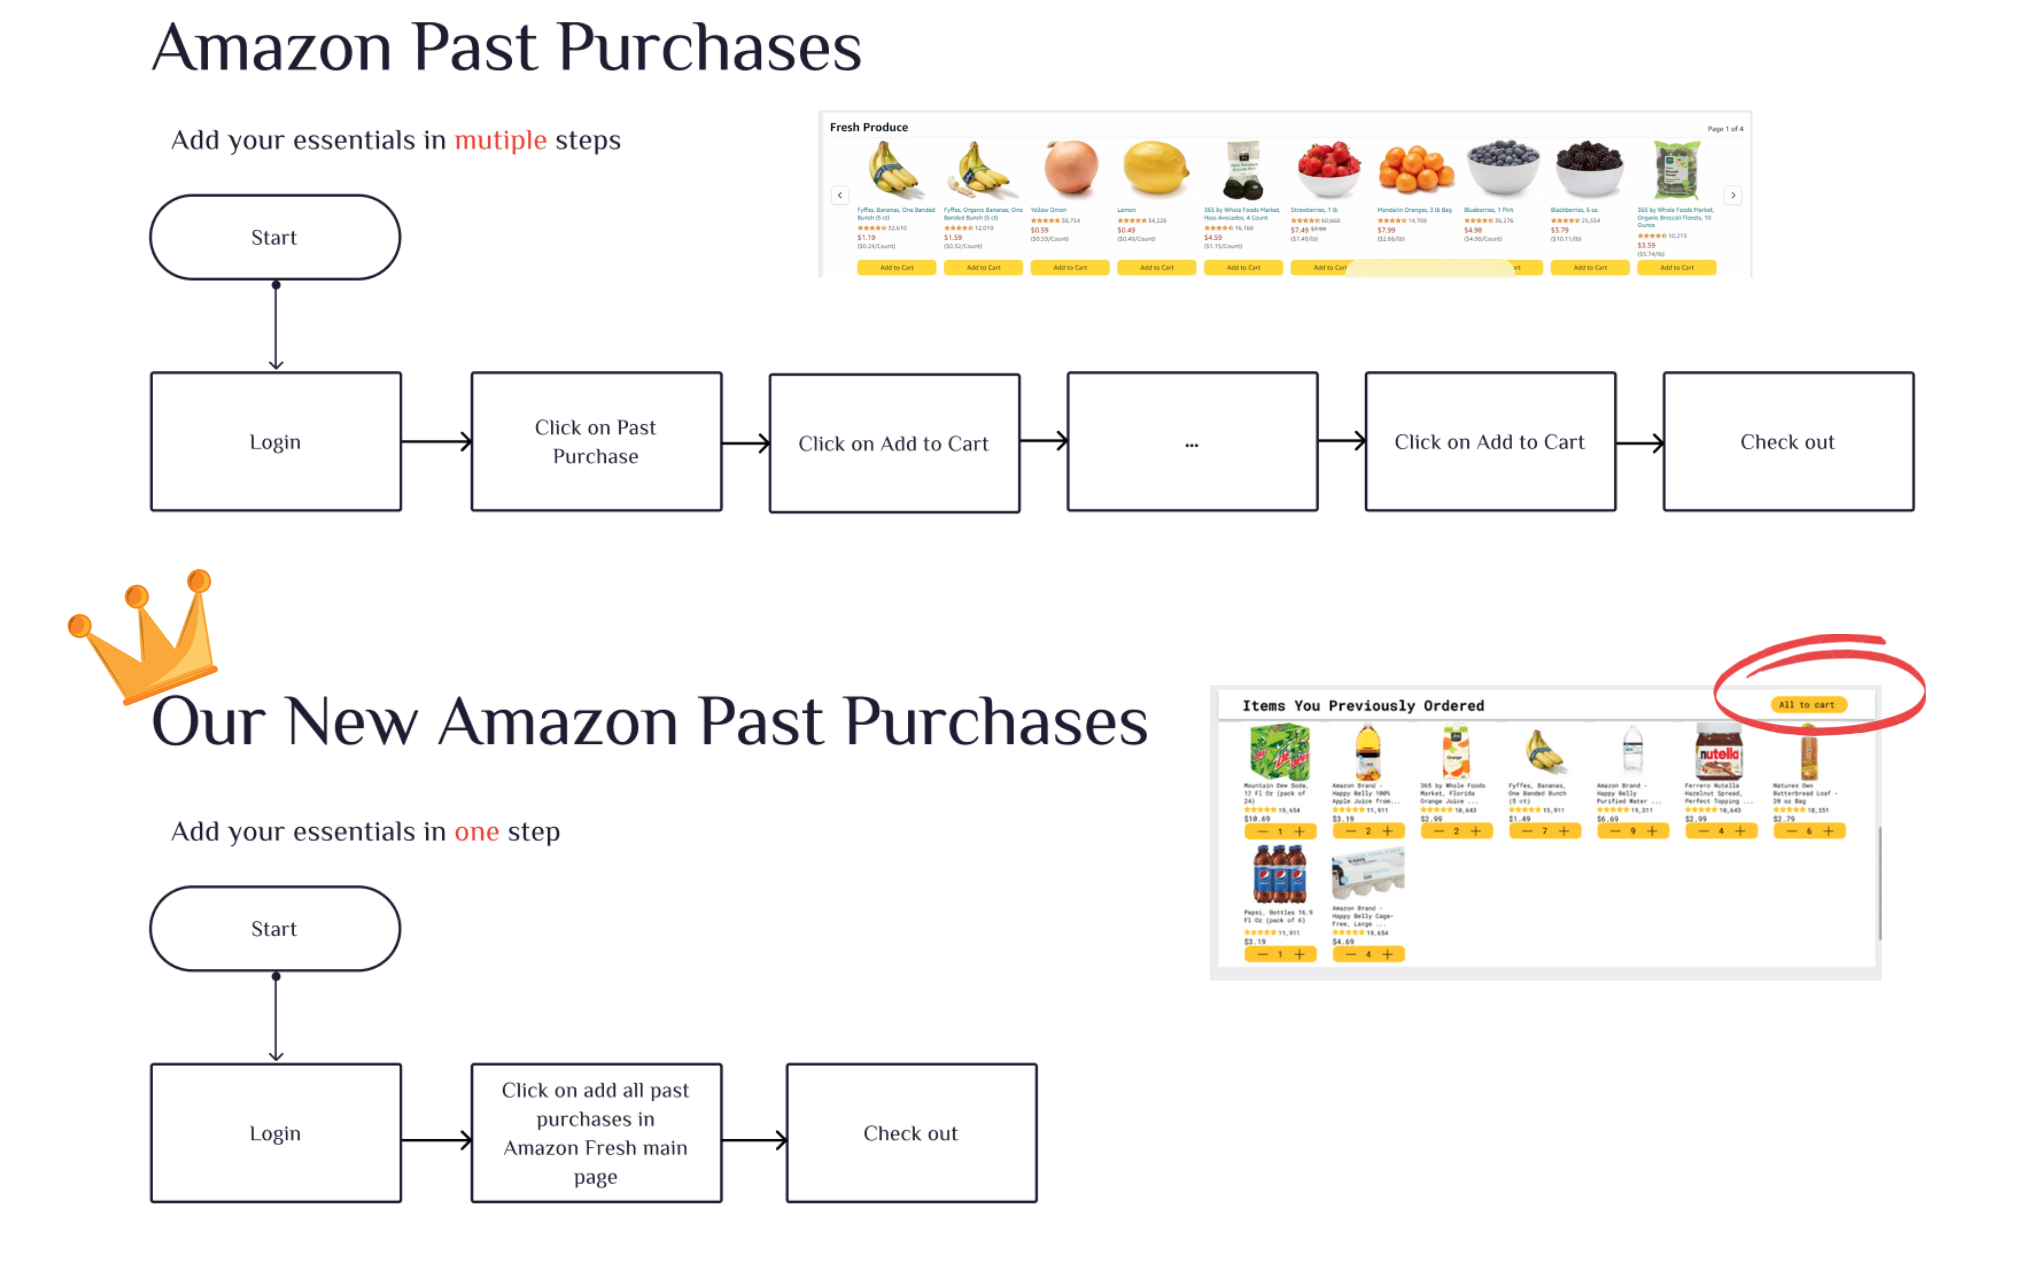 Amazon Past Purchases
Add your essentials in mutiple steps
Fresh Produce
Page 1 of 4
Fyffes, Bananas, One Banded Bunch (5 ct)
32,610
$1.19
($0.24/Count)
Add to Cart
Fyffes, Organic Bananas, One Banded Bunch (5 ct)
12,019
$1.59
($0.32/Count)
Add to Cart
Yellow Onion
38,754
$0.59
($0.59/Count)
Add to Cart
Lemon
34,226
$0.49
($0.49/Count)
Add to Cart
365 by Whole Foods Market, Hass Avocados, 4 Count
16,168
$4.59
($1.15/Count)
Add to Cart
Strawberries, 1 lb
60,668
$7.49 $7.99
($7.49/lb)
Add to Cart
Mandarin Oranges, 3 lb Bag
14,708
$7.99
($2.66/lb)
Blueberries, 1 Pint
36,276
$4.98
($4.98/Count)
Blackberries, 6 oz
25,554
$3.79
($10.11/lb)
Add to Cart
365 by Whole Foods Market, Organic Broccoli Florets, 10 Ounce
10,213
$3.59
($5.74/lb)
Add to Cart
Start
Login
Click on Past
Purchase
Click on Add to Cart
...
Click on Add to Cart
Check out
Our New Amazon Past Purchases
Add your essentials in one step
Items You Previously Ordered
All to cart
Mountain Dew Soda,
12 Fl Oz (pack of
24)
19,654
$10.69
1
Amazon Brand -
Happy Belly 100%
Apple Juice from...
11,911
$3.19
2
365 by Whole Foods
Market, Florida
Orange Juice ...
18,643
$2.99
2
Fyffes, Bananas,
One Banded Bunch
(5 ct)
15,911
$1.49
7
Amazon Brand -
Happy Belly
Purified Water ...
19,311
$6.69
9
nutella
Ferrero Nutella
Hazelnut Spread,
Perfect Topping ...
18,643
$2.99
4
Natures Own
Butterbread Loaf -
20 oz Bag
18,351
$2.79
6
Pepsi, Bottles 16.9
Fl Oz (pack of 6)
11,911
$3.19
1
Amazon Brand -
Happy Belly Cage-
Free, Large ...
19,654
$4.69
4
Start
Login
Click on add all past
purchases in
Amazon Fresh main
page
Check out